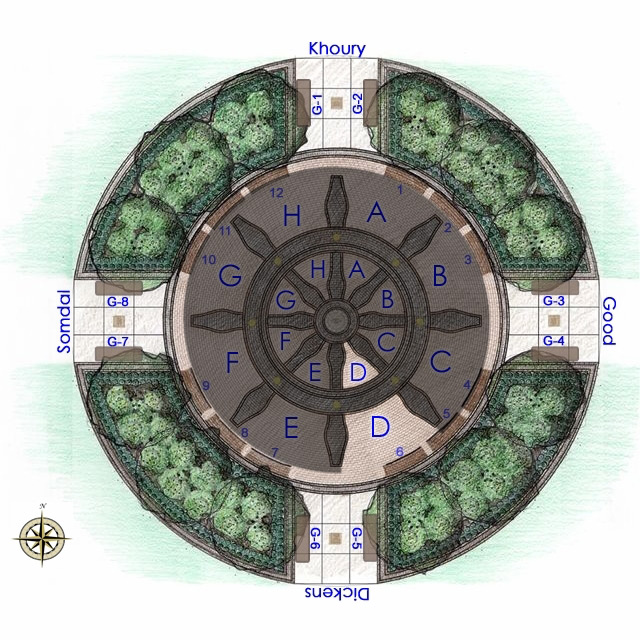 Khoury
G-1 G-2
12 1
H A
11 2
10 3
H A
G B
G B
Somdal
G-8
G-3
Good
G-7
G-4
F C
F C
E D
9 4
5
E D
8 7 6
G-6 G-5
Dickens
N